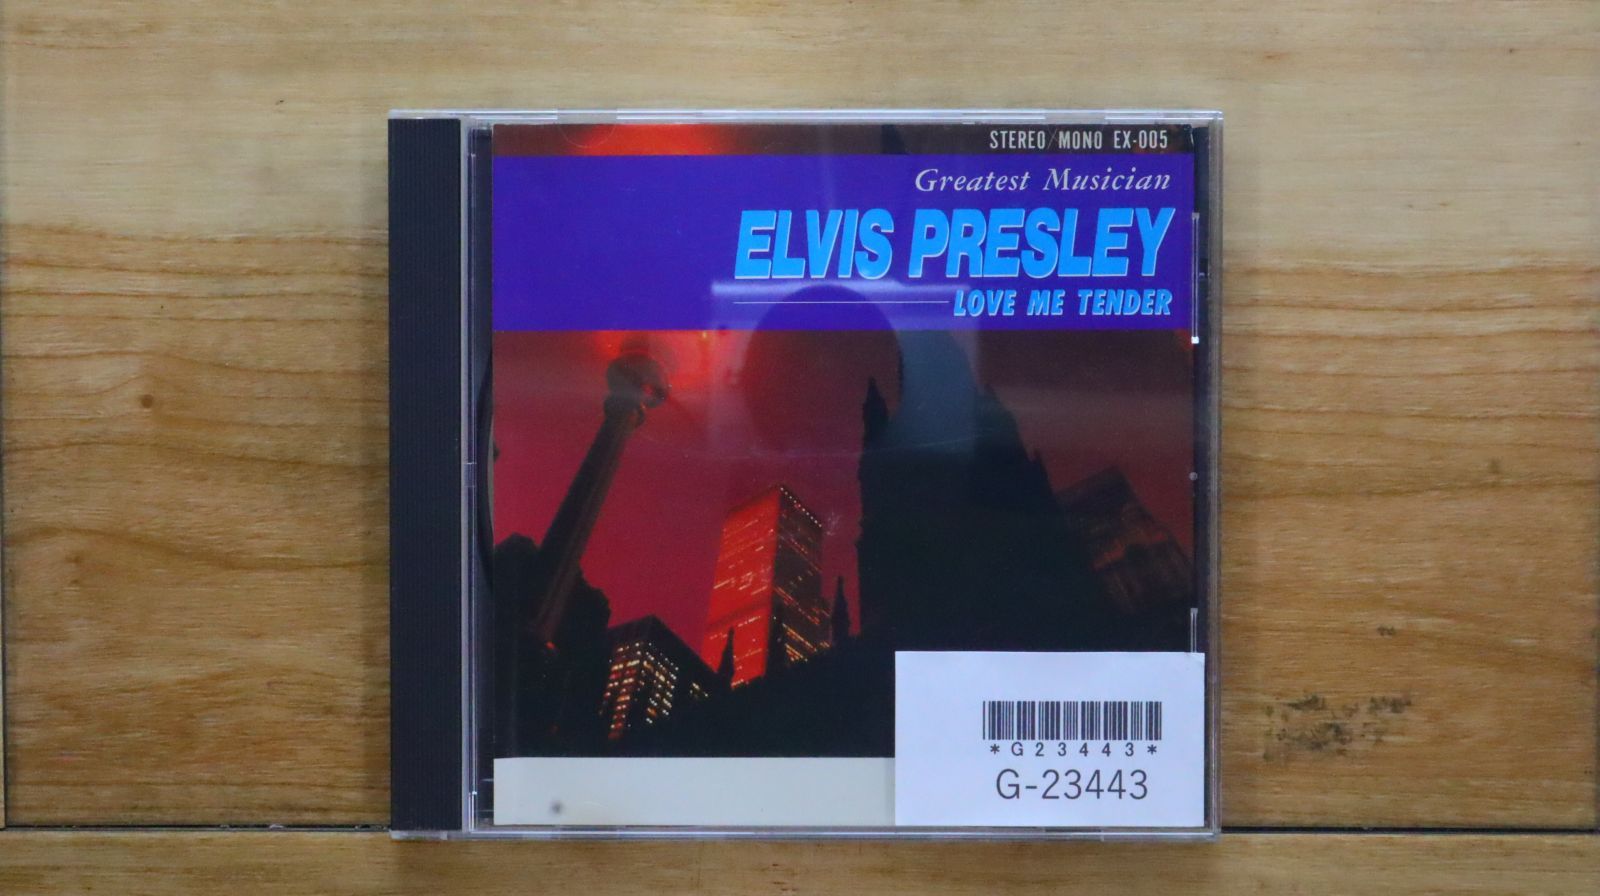 STEREO/MONO EX-005
Greatest Musician
ELVIS PRESLEY
LOVE ME TENDER
*G23443*
G-23443